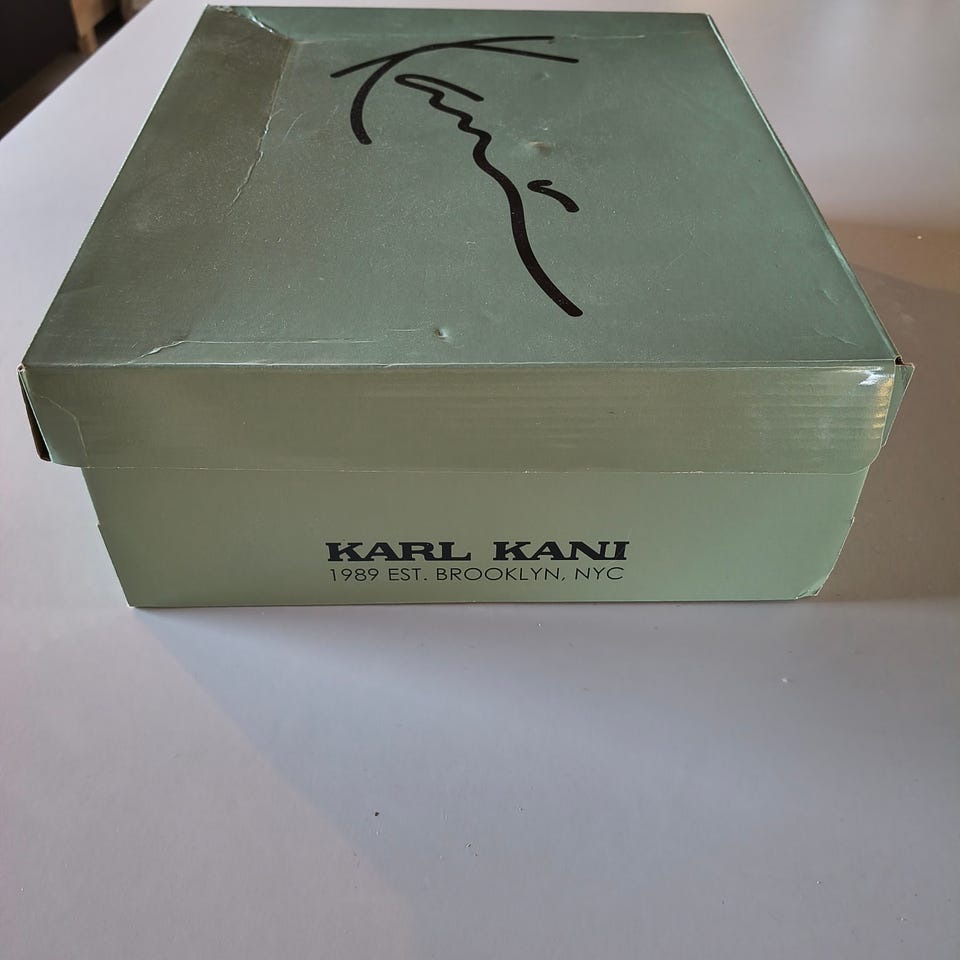 Kani
KARL KANI
1989 EST. BROOKLYN, NYC